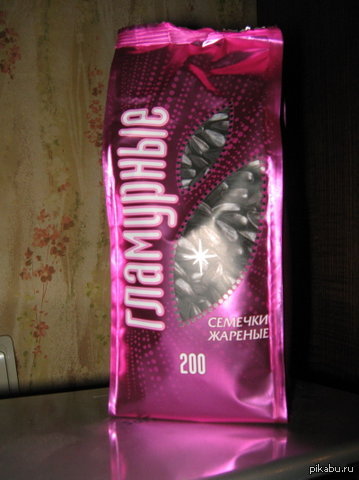 гламурные
СЕМЕЧКИ
ЖАРЕНЫЕ
200
pikabu.ru